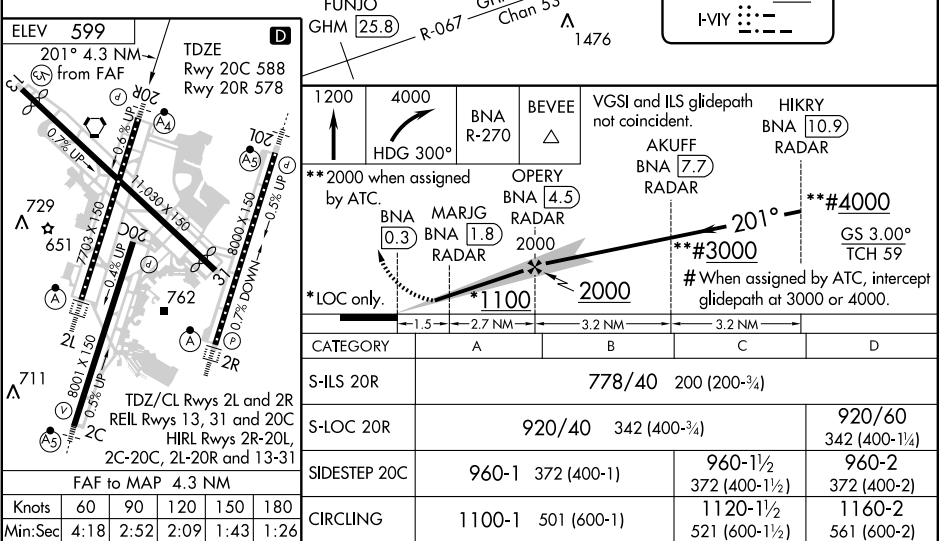 FUNJO
GHM 25.8
R-067
Chan 53
1476
I-VIY
ELEV 599
D
201° 4.3 NM
from FAF
TDZE
Rwy 20C 588
Rwy 20R 578
13
20R
P
A4
0.7% UP
0.6% UP
11,030 X 150
20L
A5
P
0.5% UP
8000 X 150
729
651
7703 X 150
20C
0.4% UP
P
31
762
0.7% DOWN
A
2L
A
P
2R
711
8001 X 150
0.5% UP
V
A5
2C
TDZ/CL Rwys 2L and 2R
REIL Rwys 13, 31 and 20C
HIRL Rwys 2R-20L,
2C-20C, 2L-20R and 13-31
FAF to MAP 4.3 NM
Knots 60 90 120 150 180
Min:Sec 4:18 2:52 2:09 1:43 1:26
1200
4000
HDG 300°
BNA
R-270
BEVEE
VGSI and ILS glidepath
not coincident.
HIKRY
BNA 10.9
RADAR
AKUFF
BNA 7.7
RADAR
**2000 when assigned
by ATC.
OPERY
BNA 4.5
RADAR
MARJG
BNA 1.8
RADAR
BNA
0.3
2000
201°
**#4000
**#3000
GS 3.00°
TCH 59
*LOC only.
*1100
2000
# When assigned by ATC, intercept
glidepath at 3000 or 4000.
1.5 2.7 NM 3.2 NM 3.2 NM
CATEGORY A B C D
S-ILS 20R 778/40 200 (200-¾)
S-LOC 20R 920/40 342 (400-¾) 920/60 342 (400-1¼)
SIDESTEP 20C 960-1 372 (400-1) 960-1½ 372 (400-1½) 960-2 372 (400-2)
CIRCLING 1100-1 501 (600-1) 1120-1½ 521 (600-1½) 1160-2 561 (600-2)